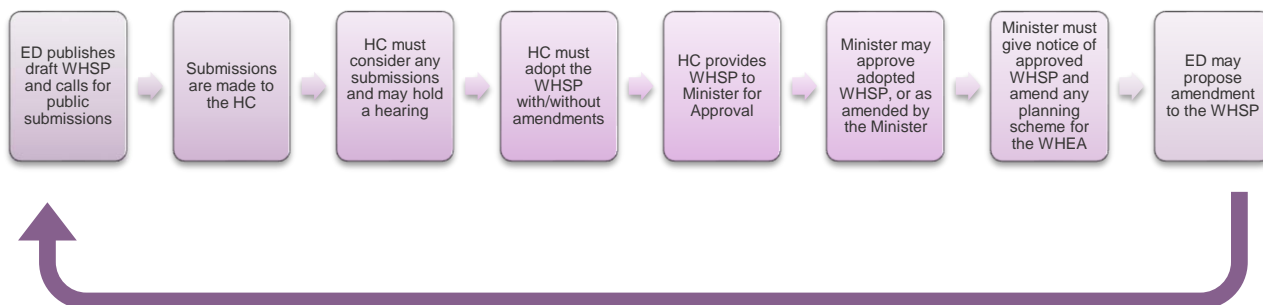 ED publishes
draft WHSP
and calls for
public
submissions
Submissions
are made to
the HC
HC must
consider any
submissions
and may hold
a hearing
HC must
adopt the
WHSP
with/without
amendments
HC provides
WHSP to
Minister for
Approval
Minister may
approve
adopted
WHSP, or as
amended by
the Minister
Minister must
give notice of
approved
WHSP and
amend any
planning
scheme for
the WHEA
ED may
propose
amendment
to the WHSP